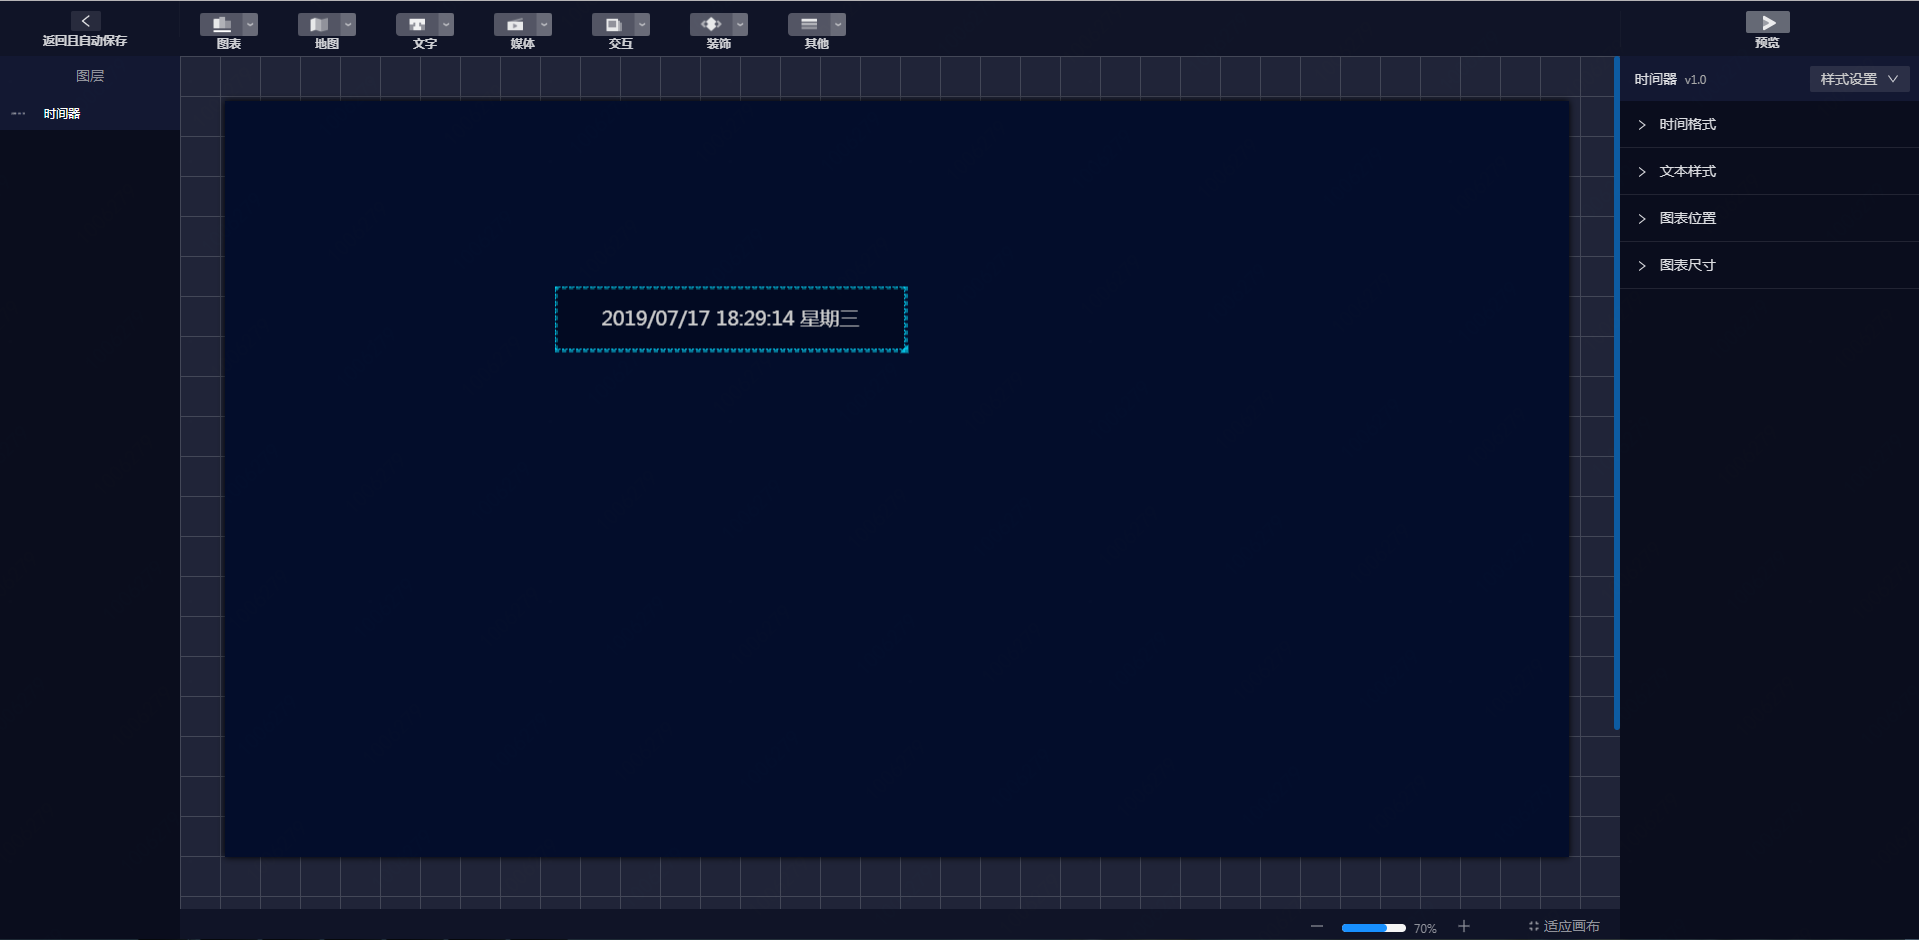 返回且自动保存
图表
地图
文字
媒体
交互
装饰
其他
预览
图层
时间器
时间器 v1.0
样式设置
时间格式
文本样式
图表位置
图表尺寸
2019/07/17 18:29:14 星期三
70%
适应画布